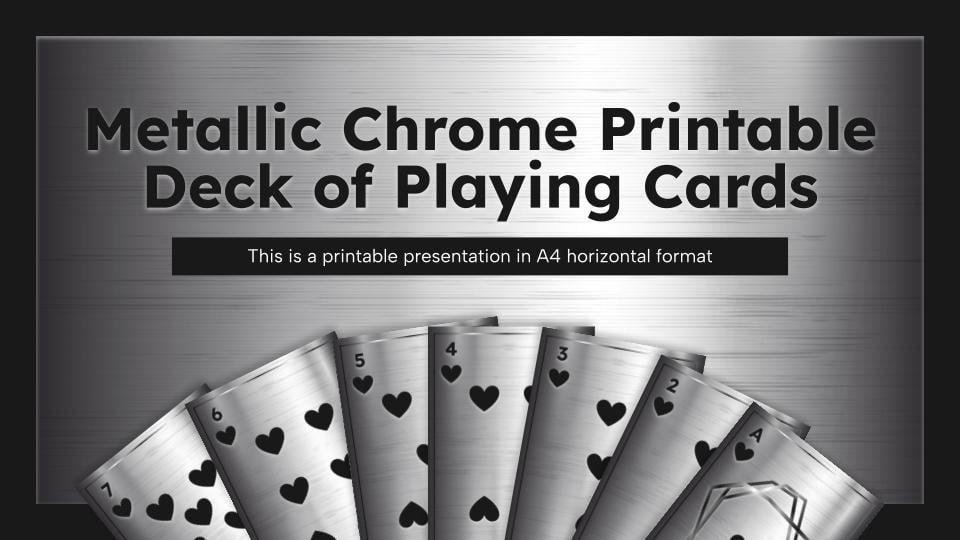 Metallic Chrome Printable
Deck of Playing Cards
This is a printable presentation in A4 horizontal format
7
6
5
4
3
2
A